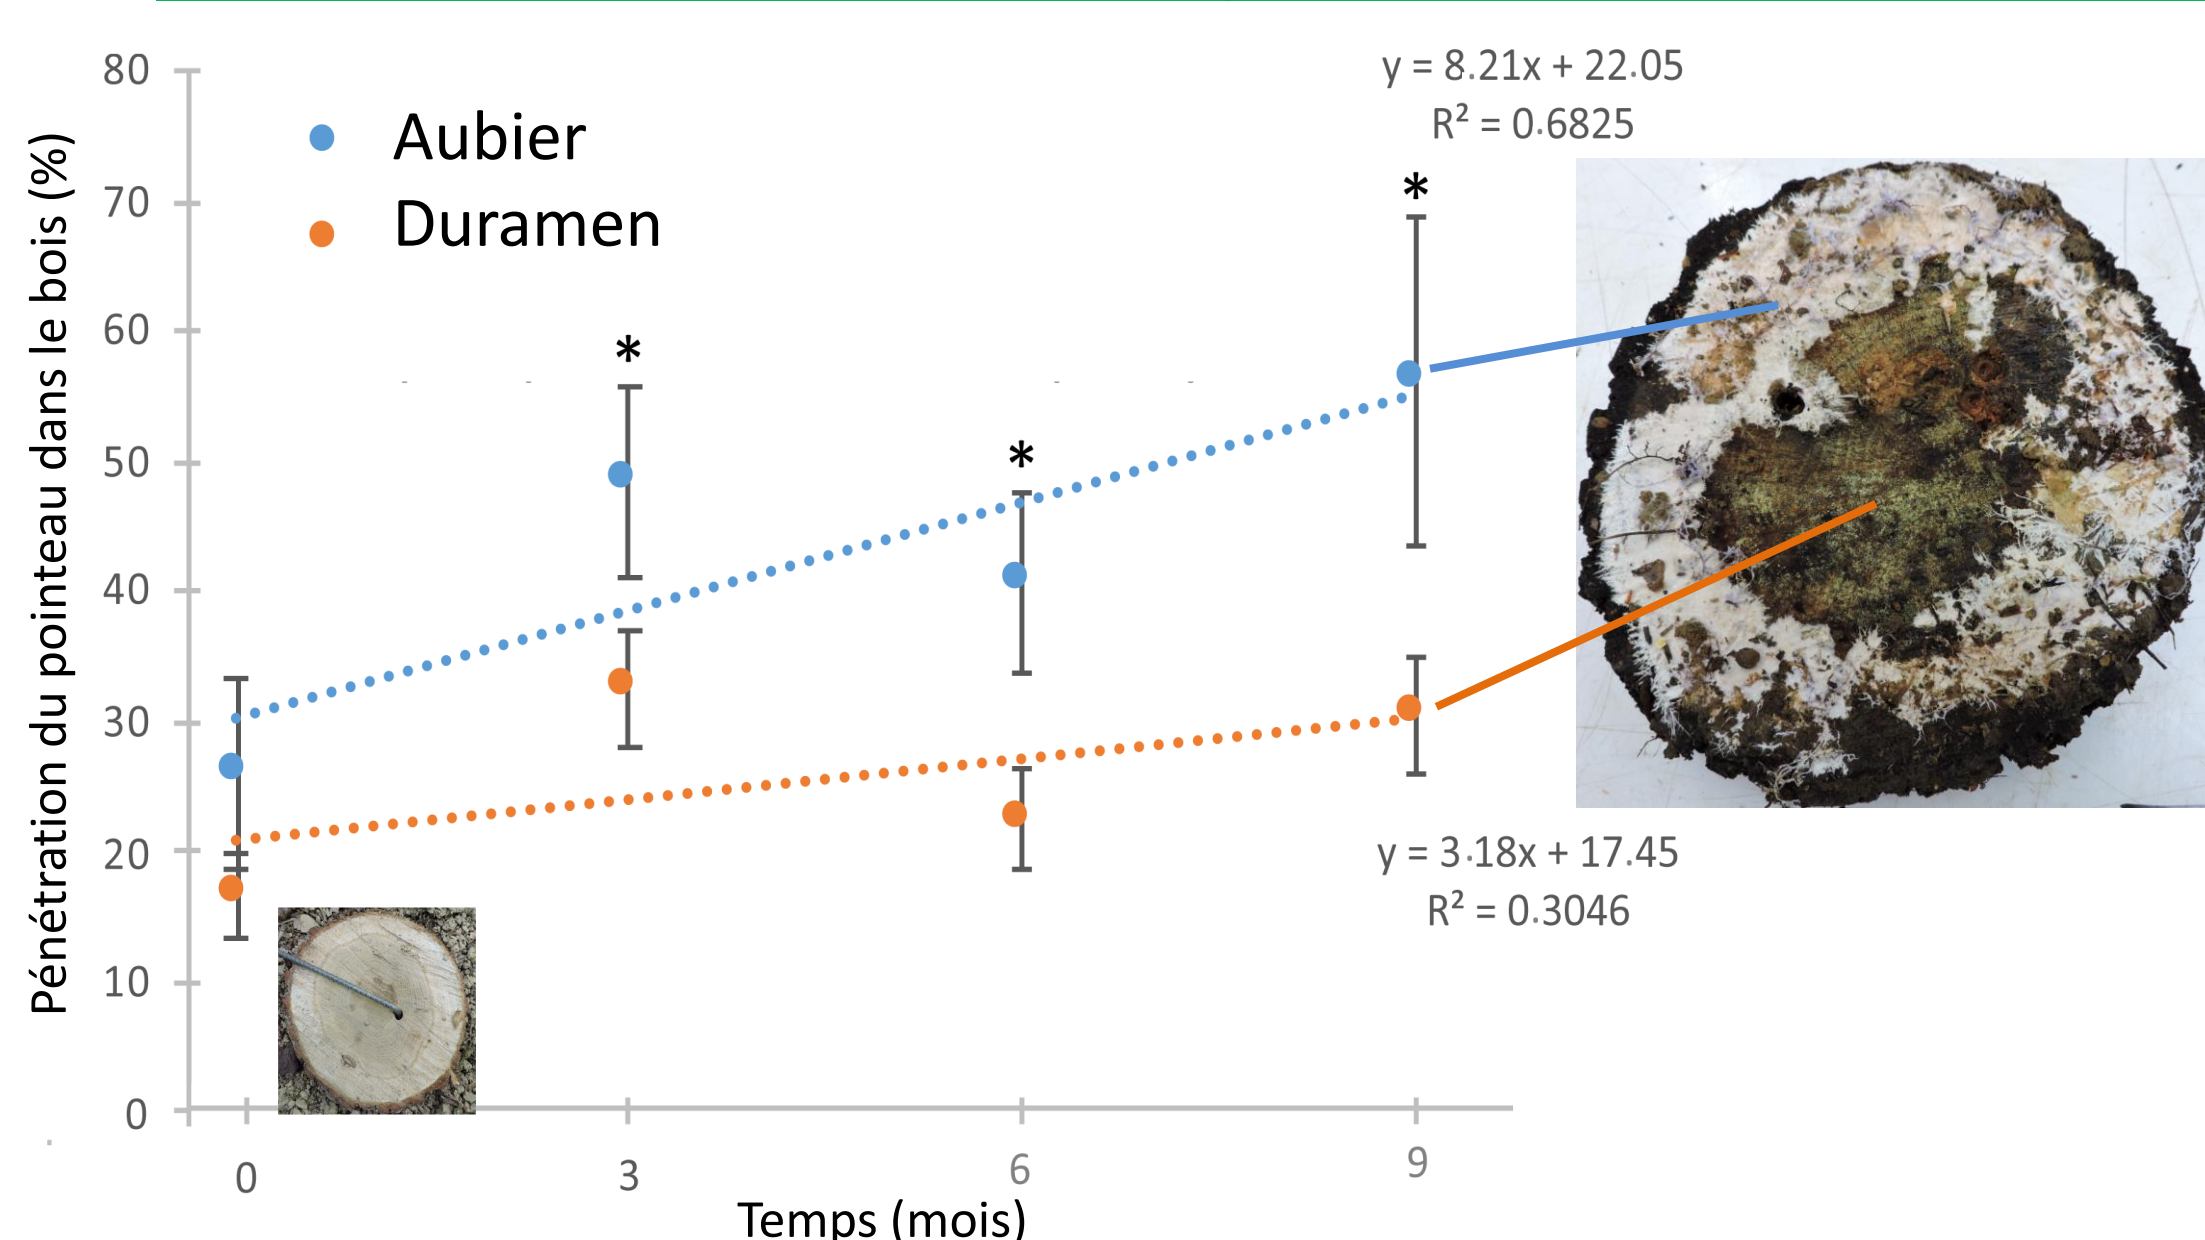 Pénétration du pointeau dans le bois (%)
80
70
60
50
40
30
20
10
0
Aubier
Duramen
y = 8.21x + 22.05
R² = 0.6825
*
*
*
y = 3.18x + 17.45
R² = 0.3046
0
3
6
9
Temps (mois)